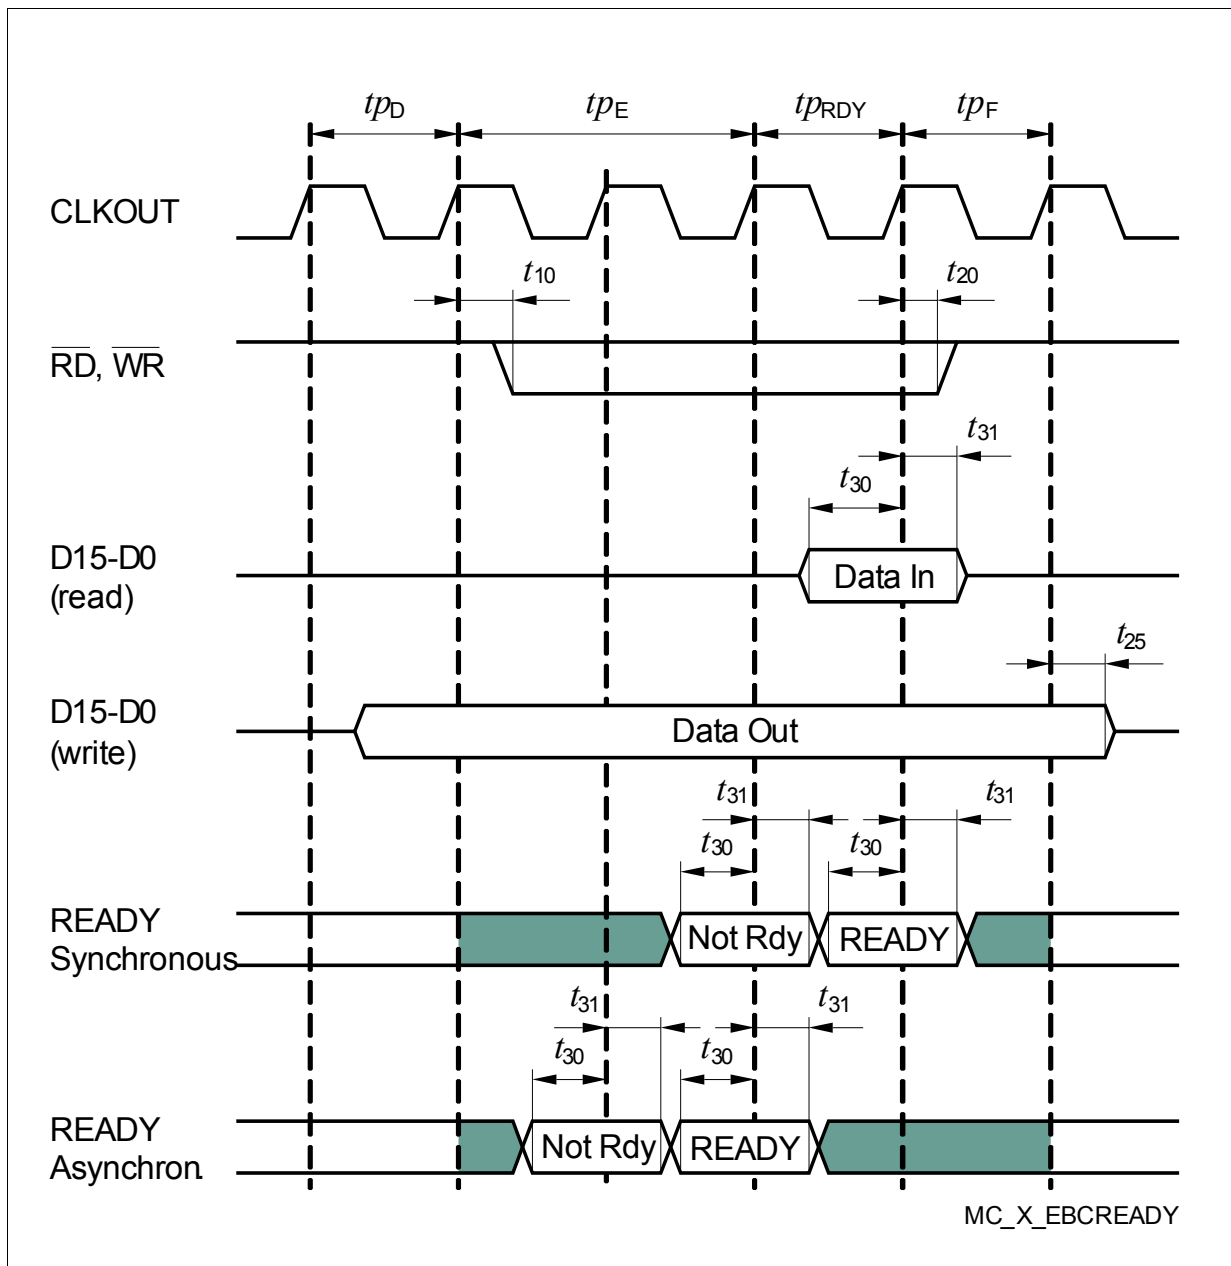 tpD tpE tpRDY tpF
CLKOUT
t10 t20
RD, WR
t31
t30
D15-D0
(read)
Data In
t25
D15-D0
(write)
Data Out
t31 t31
t30 t30
READY
Synchronous
Not Rdy READY
t31 t31
t30 t30
READY
Asynchron.
Not Rdy READY
MC_X_EBCREADY